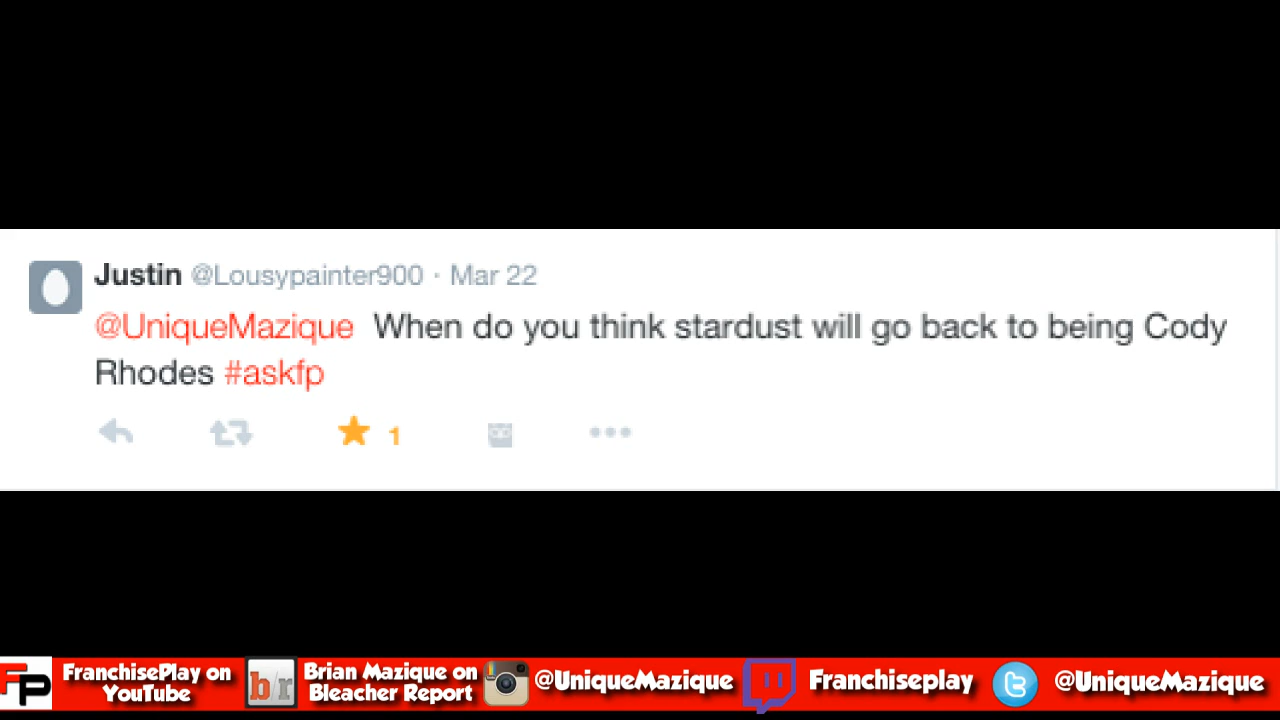 Justin @Lousypainter900 · Mar 22
@UniqueMazique When do you think stardust will go back to being Cody
Rhodes #askfp
1
FP
FranchisePlay on
YouTube
b/r
Brian Mazique on
Bleacher Report
@UniqueMazique
Franchiseplay
@UniqueMazique